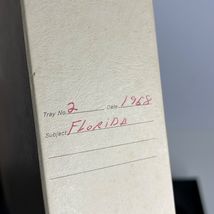 Tray No. 2 Date 1968
Subject FLORIDA